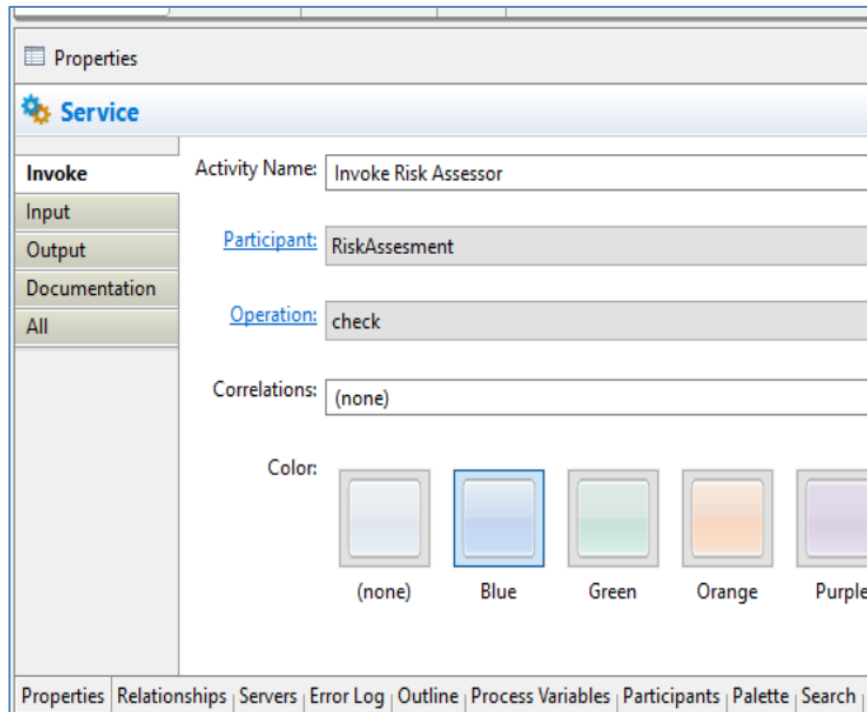 Properties
Service
Invoke
Input
Output
Documentation
All
Activity Name: Invoke Risk Assessor
Participant: RiskAssesment
Operation: check
Correlations: (none)
Color:
(none) Blue Green Orange Purple
Properties Relationships Servers Error Log Outline Process Variables Participants Palette Search